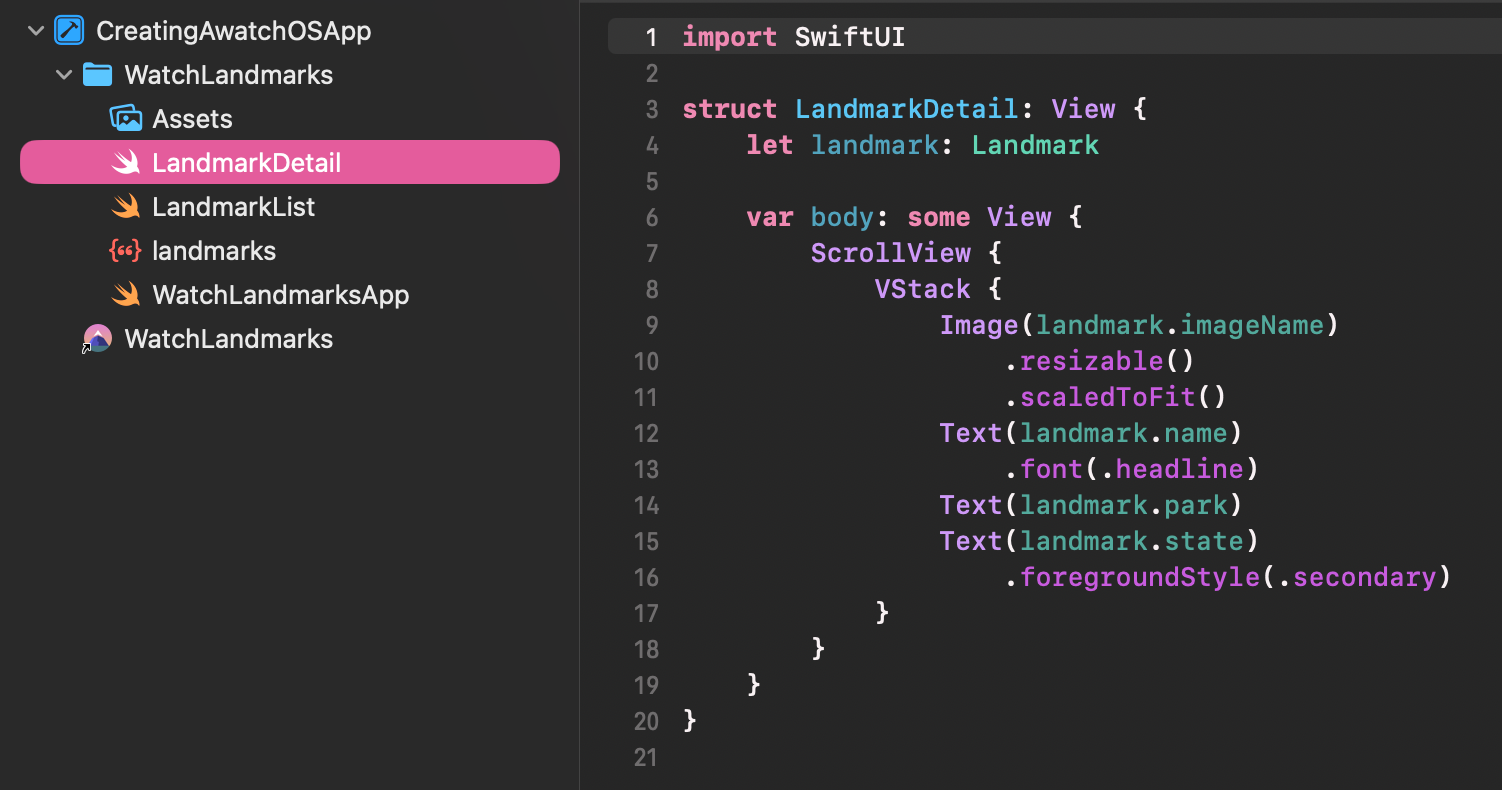 CreatingAwatchOSApp
WatchLandmarks
Assets
LandmarkDetail
LandmarkList
landmarks
WatchLandmarksApp
WatchLandmarks
1 import SwiftUI
2
3 struct LandmarkDetail: View {
4     let landmark: Landmark
5
6     var body: some View {
7         ScrollView {
8             VStack {
9                 Image(landmark.imageName)
10                     .resizable()
11                     .scaledToFit()
12                 Text(landmark.name)
13                     .font(.headline)
14                 Text(landmark.park)
15                 Text(landmark.state)
16                     .foregroundStyle(.secondary)
17             }
18         }
19     }
20 }
21